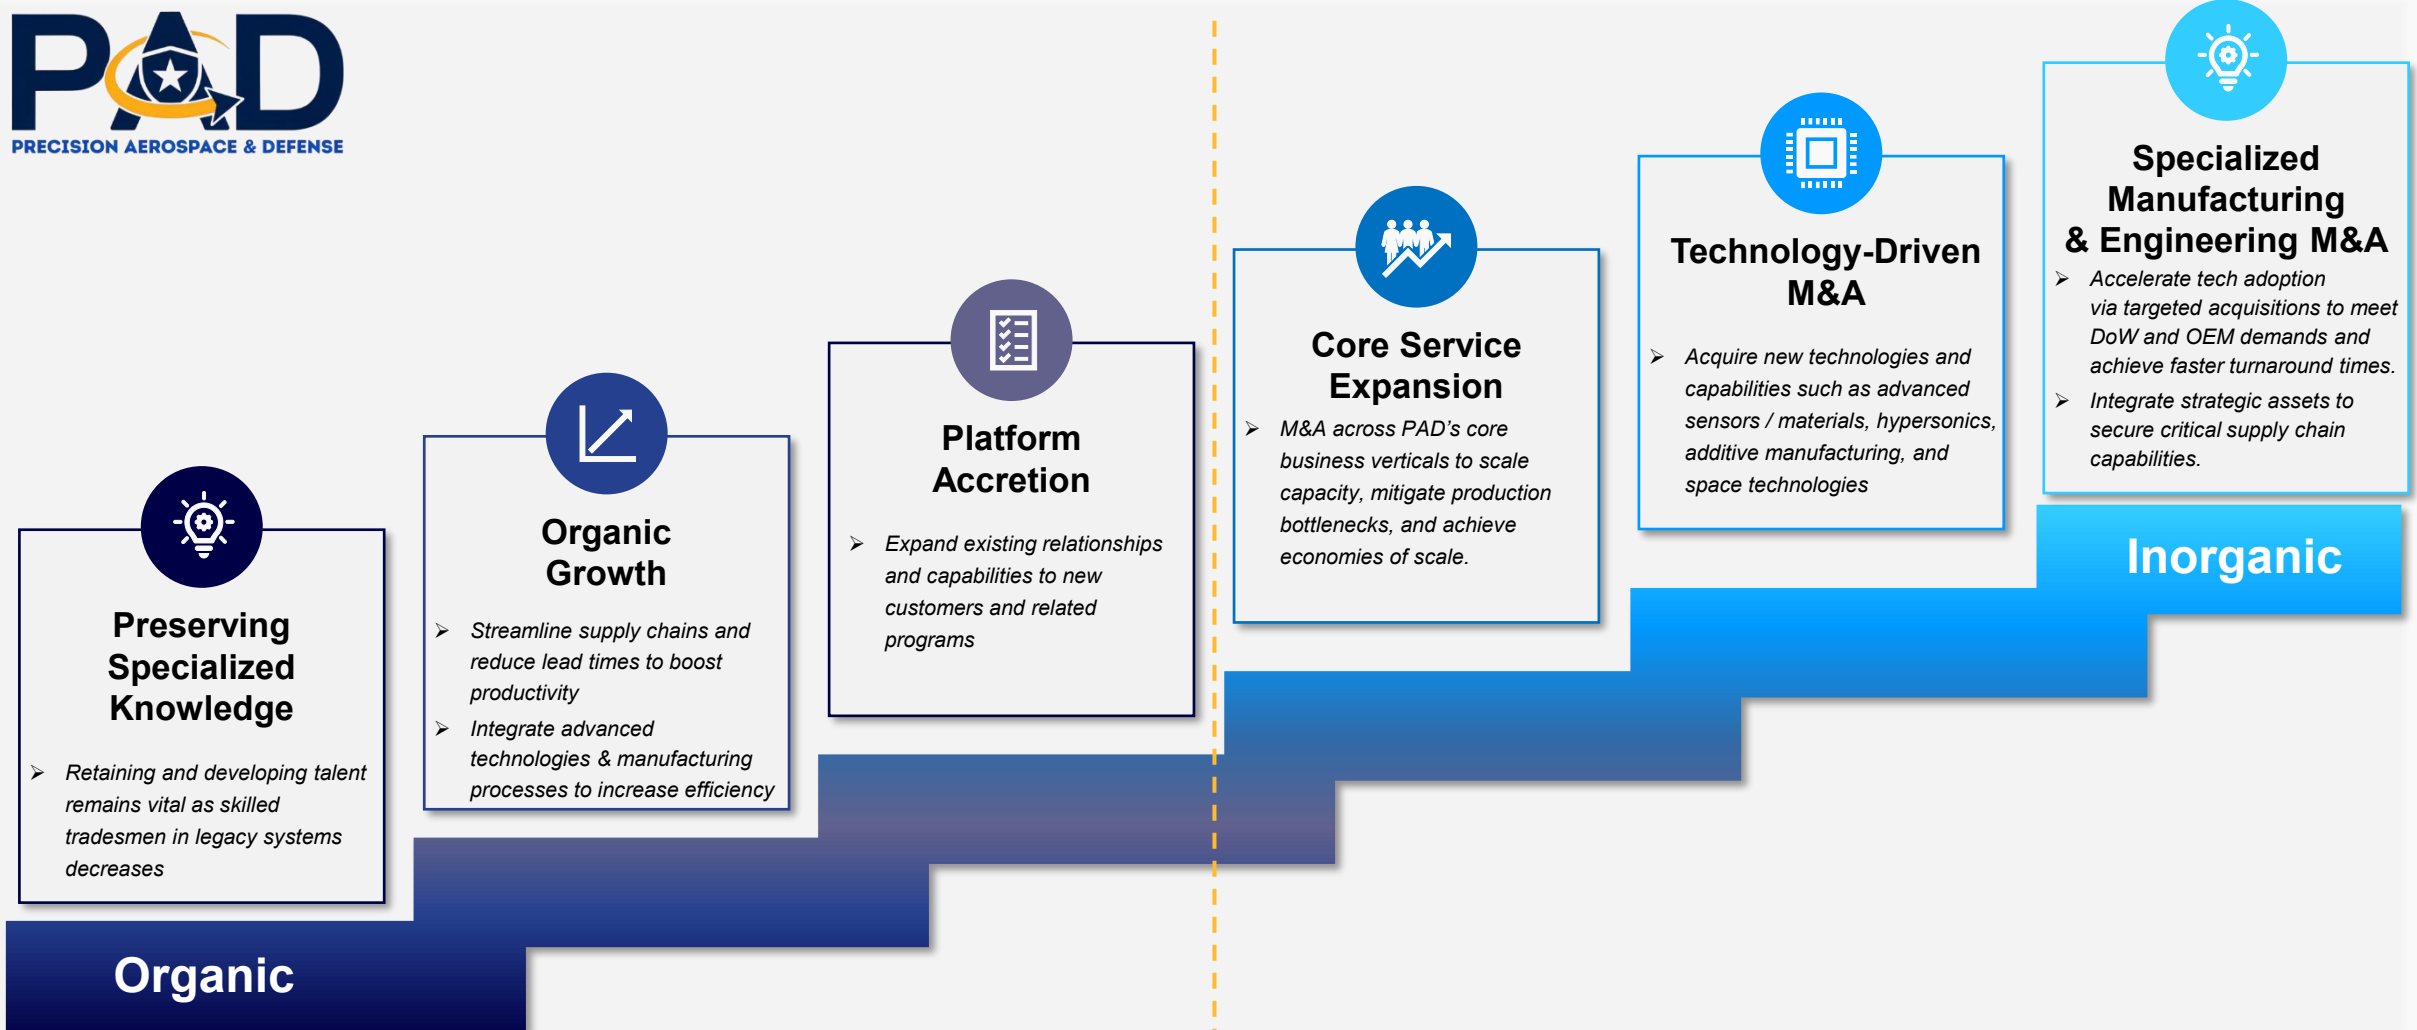 PAD
PRECISION AEROSPACE & DEFENSE
Preserving
Specialized
Knowledge
➢ Retaining and developing talent
remains vital as skilled
tradesmen in legacy systems
decreases
Organic
Growth
➢ Streamline supply chains and
reduce lead times to boost
productivity
➢ Integrate advanced
technologies & manufacturing
processes to increase efficiency
Platform
Accretion
➢ Expand existing relationships
and capabilities to new
customers and related
programs
Core Service
Expansion
➢ M&A across PAD’s core
business verticals to scale
capacity, mitigate production
bottlenecks, and achieve
economies of scale.
Technology-Driven
M&A
➢ Acquire new technologies and
capabilities such as advanced
sensors / materials, hypersonics,
additive manufacturing, and
space technologies
Specialized
Manufacturing
& Engineering M&A
➢ Accelerate tech adoption
via targeted acquisitions to meet
DoW and OEM demands and
achieve faster turnaround times.
➢ Integrate strategic assets to
secure critical supply chain
capabilities.
Organic
Inorganic